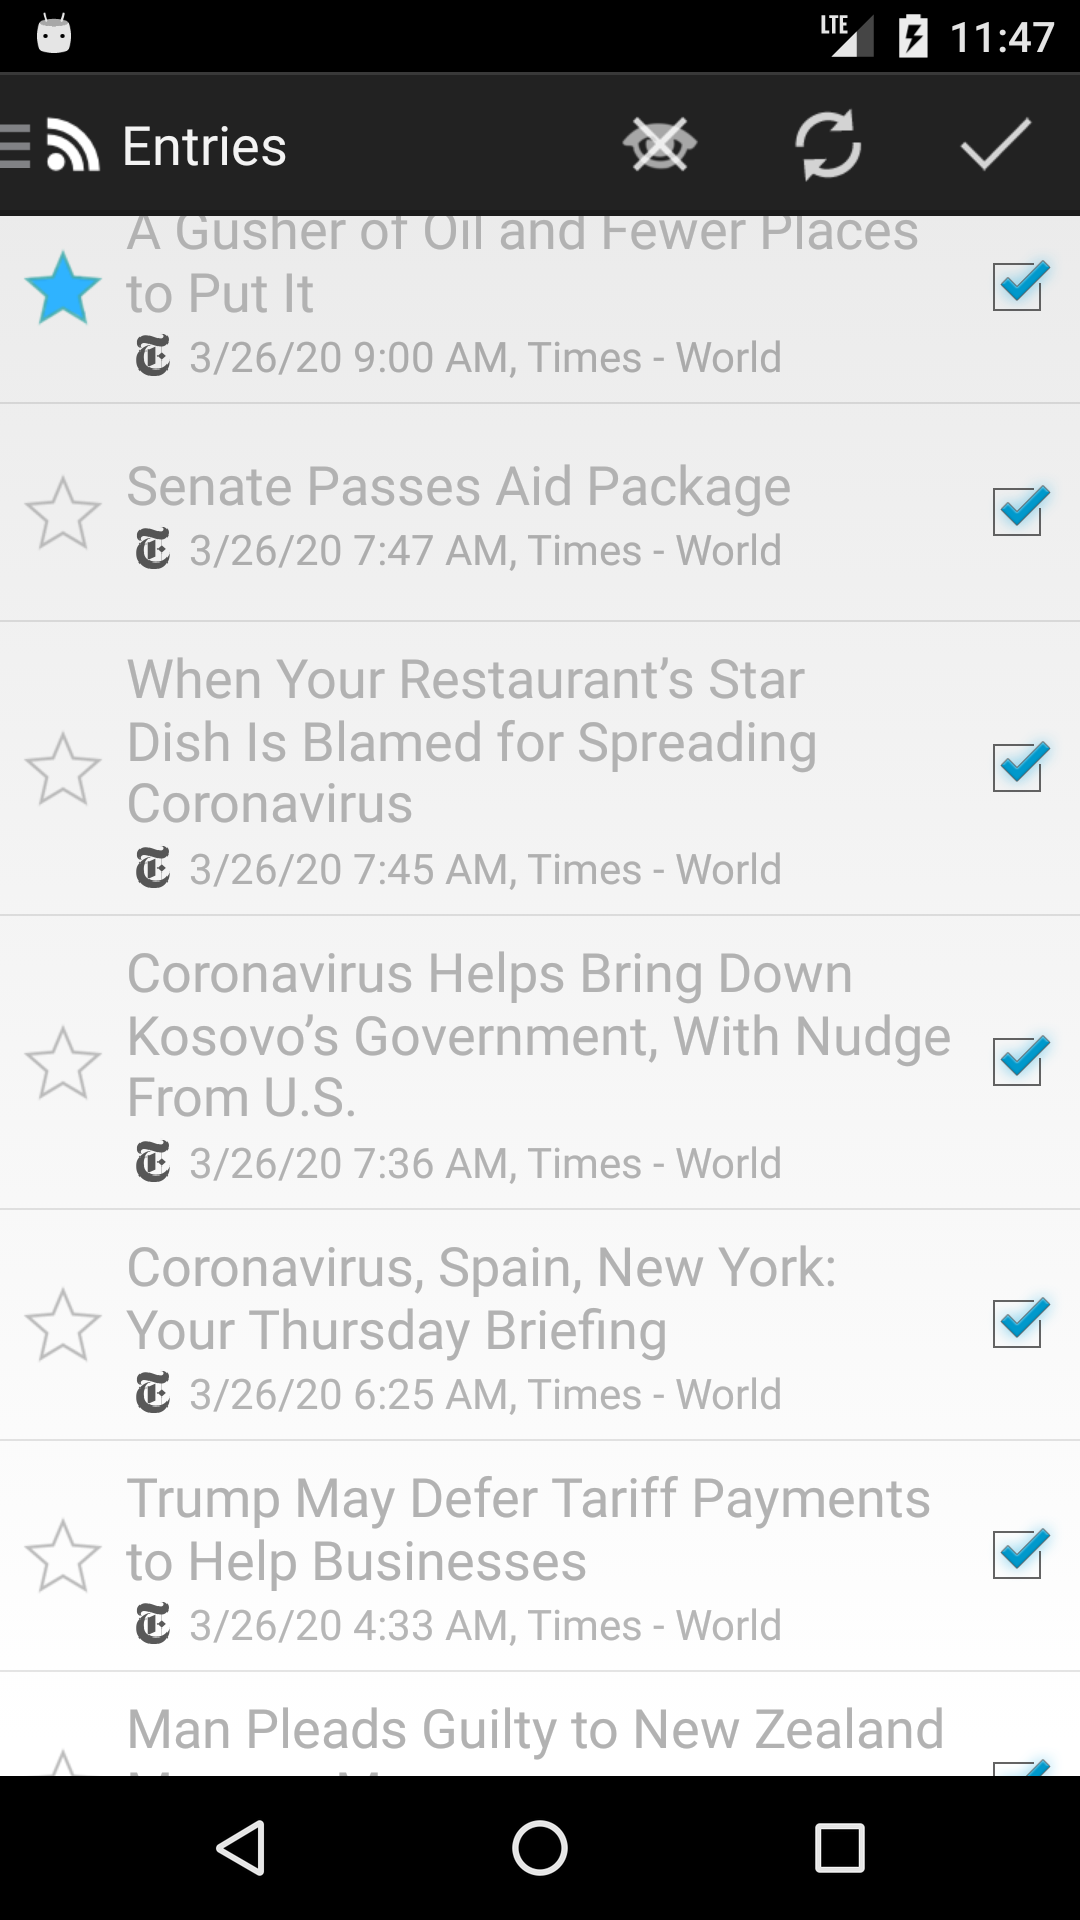 LTE 11:47
Entries
A Gusher of Oil and Fewer Places
to Put It
3/26/20 9:00 AM, Times - World
Senate Passes Aid Package
3/26/20 7:47 AM, Times - World
When Your Restaurant’s Star
Dish Is Blamed for Spreading
Coronavirus
3/26/20 7:45 AM, Times - World
Coronavirus Helps Bring Down
Kosovo’s Government, With Nudge
From U.S.
3/26/20 7:36 AM, Times - World
Coronavirus, Spain, New York:
Your Thursday Briefing
3/26/20 6:25 AM, Times - World
Trump May Defer Tariff Payments
to Help Businesses
3/26/20 4:33 AM, Times - World
Man Pleads Guilty to New Zealand